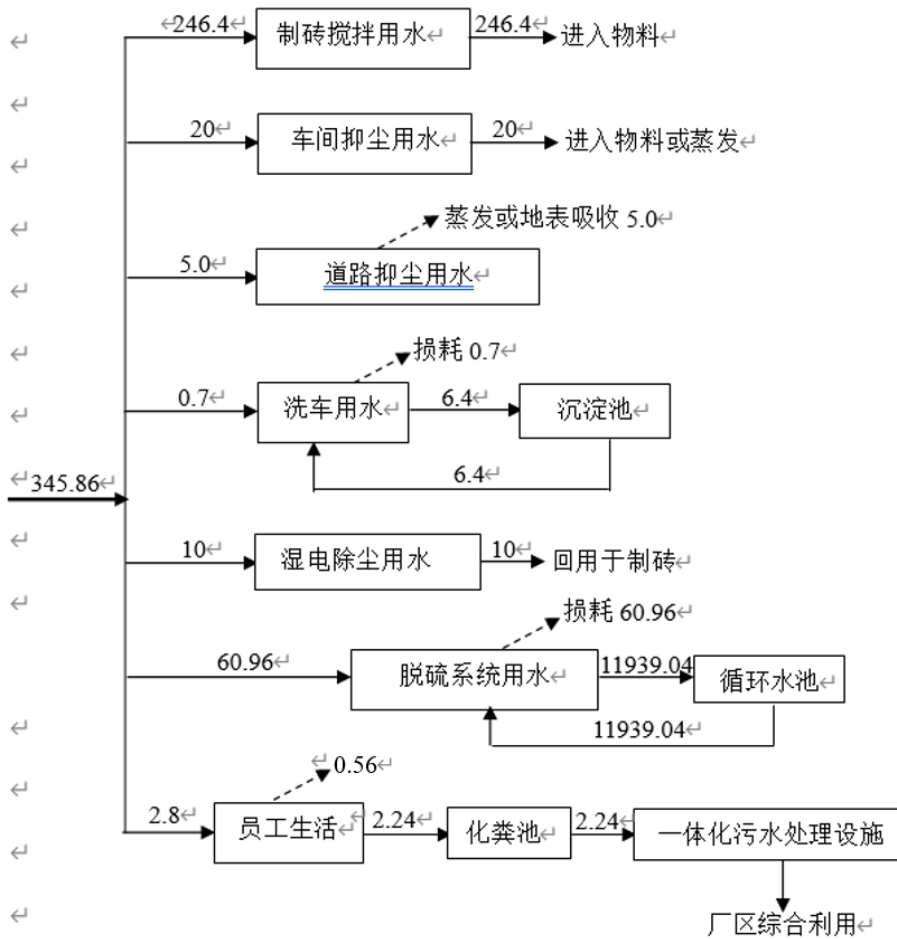 246.4 制砖搅拌用水 246.4 进入物料
20 车间抑尘用水 20 进入物料或蒸发
蒸发或地表吸收 5.0
5.0 道路抑尘用水
损耗 0.7
0.7 洗车用水 6.4 沉淀池
6.4
345.86
10 湿电除尘用水 10 回用于制砖
损耗 60.96
60.96 脱硫系统用水 11939.04 循环水池
11939.04
0.56
2.8 员工生活 2.24 化粪池 2.24 一体化污水处理设施
厂区综合利用